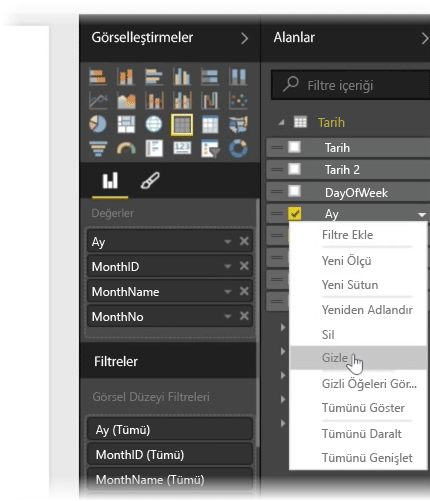 Görselleştirmeler
Değerler
Ay
MonthID
MonthName
MonthNo
Filtreler
Görsel Düzeyi Filtreleri
Ay (Tümü)
MonthID (Tümü)
MonthName (Tümü)
Alanlar
Filtre içeriği
Tarih
Tarih
Tarih 2
DayOfWeek
Ay
Filtre Ekle
Yeni Ölçü
Yeni Sütun
Yeniden Adlandır
Sil
Gizle
Gizli Öğeleri Gör...
Tümünü Göster
Tümünü Daralt
Tümünü Genişlet